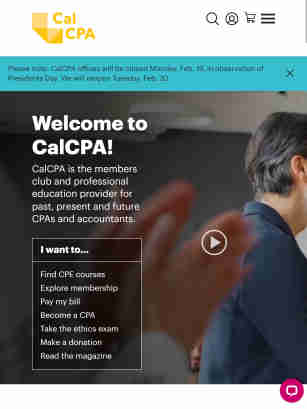 Cal
CPA
Please note: CalCPA offices will be closed Monday, Feb. 19, in observation of
Presidents Day. We will reopen Tuesday, Feb. 20.
Welcome to
CalCPA!
CalCPA is the members
club and professional
education provider for
past, present and future
CPAs and accountants.
I want to...
Find CPE courses
Explore membership
Pay my bill
Become a CPA
Take the ethics exam
Make a donation
Read the magazine